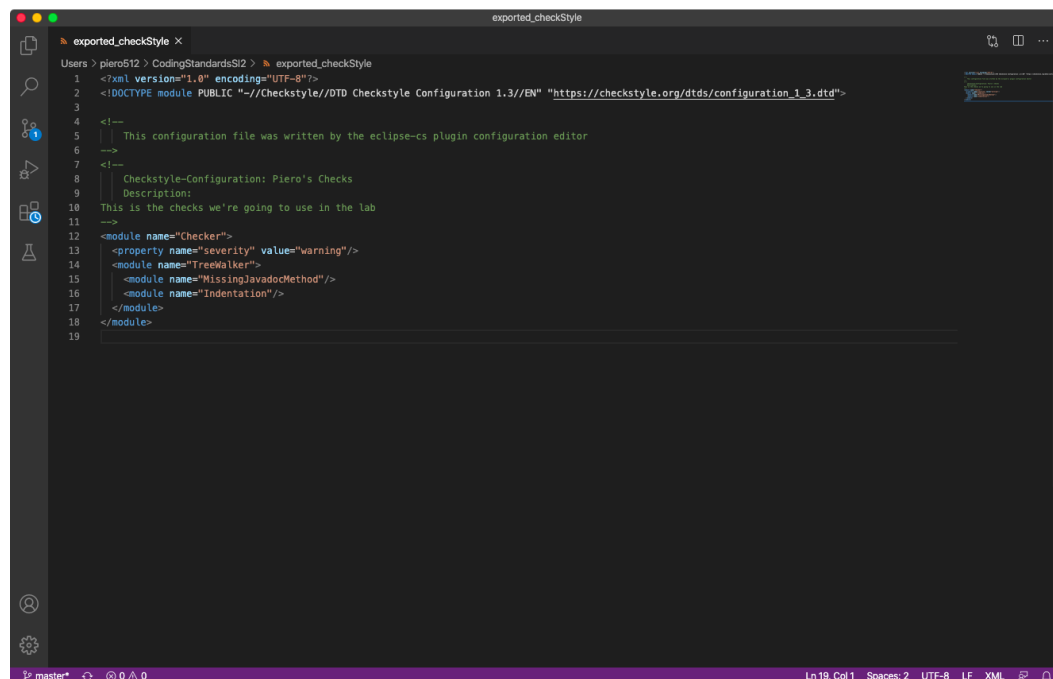 exported_checkStyle
exported_checkStyle ×
Users > piero512 > CodingStandardsSI2 > exported_checkStyle
1 <?xml version="1.0" encoding="UTF-8"?>
2 <!DOCTYPE module PUBLIC "-//Checkstyle//DTD Checkstyle Configuration 1.3//EN" "https://checkstyle.org/dtds/configuration_1_3.dtd">
3
4 <!--
5     This configuration file was written by the eclipse-cs plugin configuration editor
6 -->
7 <!--
8     Checkstyle-Configuration: Piero's Checks
9     Description:
10 This is the checks we're going to use in the lab
11 -->
12 <module name="Checker">
13   <property name="severity" value="warning"/>
14   <module name="TreeWalker">
15     <module name="MissingJavadocMethod"/>
16     <module name="Indentation"/>
17   </module>
18 </module>
19
1
master* 0 0 Ln 19, Col 1 Spaces: 2 UTF-8 LF XML